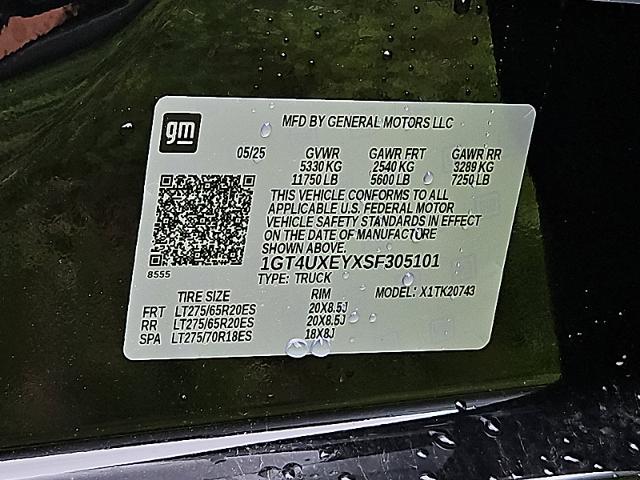 gm
MFD BY GENERAL MOTORS LLC
05/25 GVWR GAWR FRT GAWR RR
5330 KG 2540 KG 3289 KG
11750 LB 5600 LB 7250 LB
THIS VEHICLE CONFORMS TO ALL
APPLICABLE U.S. FEDERAL MOTOR
VEHICLE SAFETY STANDARDS IN EFFECT
ON THE DATE OF MANUFACTURE
SHOWN ABOVE.
8555
1GT4UXEYXSF305101
TYPE: TRUCK MODEL: X1TK20743
TIRE SIZE RIM
FRT LT275/65R20ES 20X8.5J
RR LT275/65R20ES 20X8.5J
SPA LT275/70R18ES 18X8J